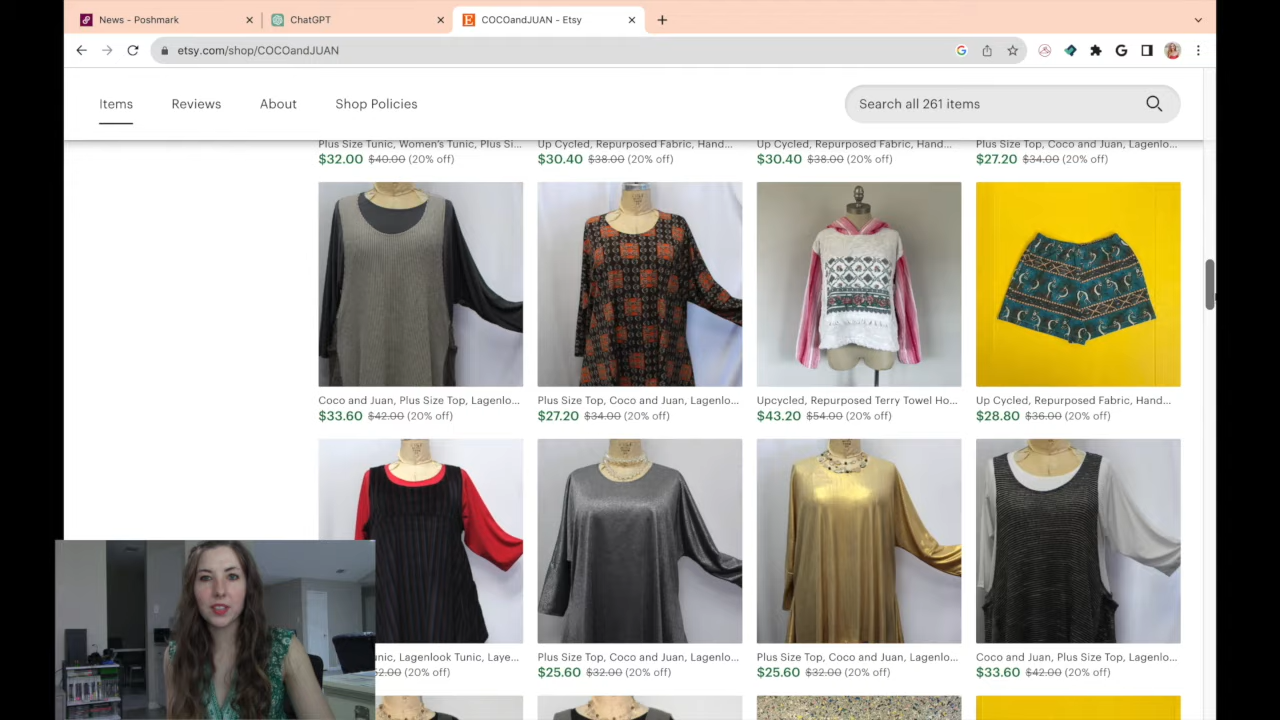 News - Poshmark
ChatGPT
COCOandJUAN - Etsy
etsy.com/shop/COCOandJUAN
Items Reviews About Shop Policies
Search all 261 items
Plus Size Tunic, Women's Tunic, Plus Si...
$32.00 $40.00 (20% off)
Up Cycled, Repurposed Fabric, Hand...
$30.40 $38.00 (20% off)
Up Cycled, Repurposed Fabric, Hand...
$30.40 $38.00 (20% off)
Plus Size Top, Coco and Juan, Lagenlo...
$27.20 $34.00 (20% off)
Coco and Juan, Plus Size Top, Lagenlo...
$33.60 $42.00 (20% off)
Plus Size Top, Coco and Juan, Lagenlo...
$27.20 $34.00 (20% off)
Upcycled, Repurposed Terry Towel Ho...
$43.20 $54.00 (20% off)
Up Cycled, Repurposed Fabric, Hand...
$28.80 $36.00 (20% off)
Lagenlook Tunic, Laye...
(20% off)
Plus Size Top, Coco and Juan, Lagenlo...
$25.60 $32.00 (20% off)
Plus Size Top, Coco and Juan, Lagenlo...
$25.60 $32.00 (20% off)
Coco and Juan, Plus Size Top, Lagenlo...
$33.60 $42.00 (20% off)